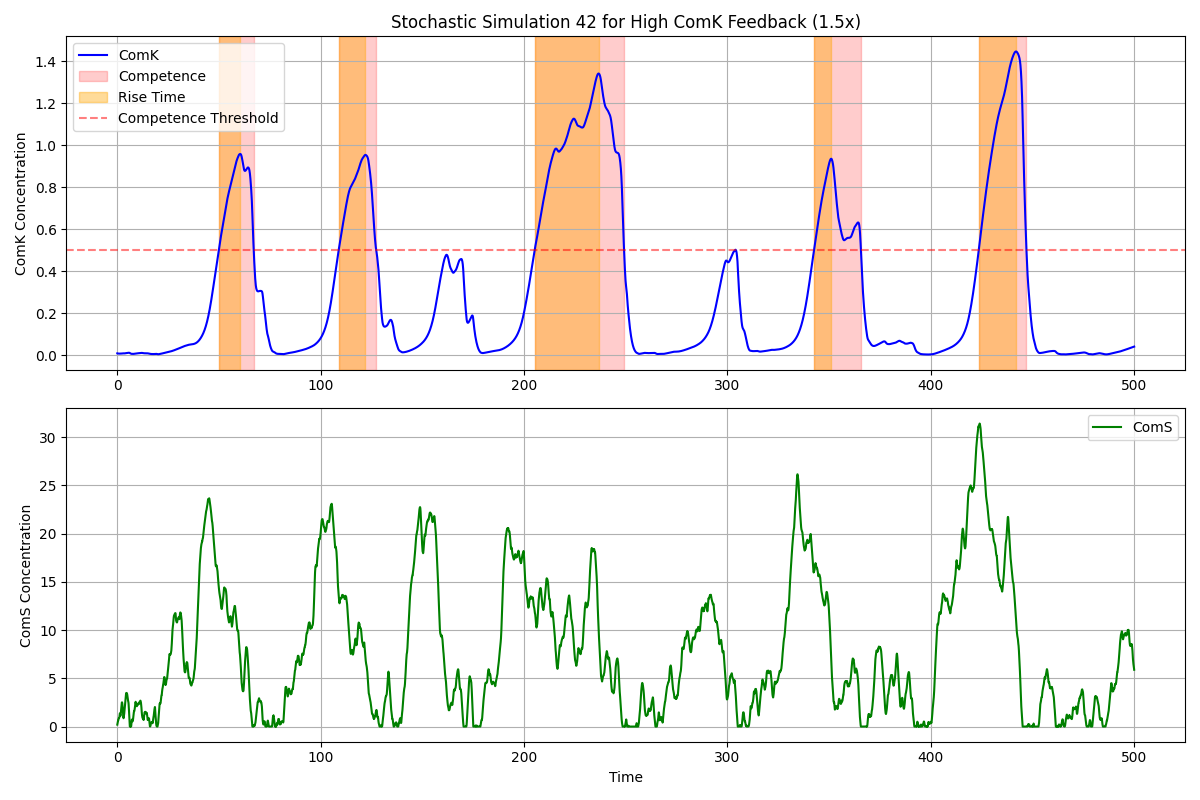 Stochastic Simulation 42 for High ComK Feedback (1.5x)
ComK
Competence
Rise Time
Competence Threshold
ComK Concentration
1.4
1.2
1.0
0.8
0.6
0.4
0.2
0.0
0 100 200 300 400 500
ComS
ComS Concentration
30
25
20
15
10
5
0
0 100 200 300 400 500
Time